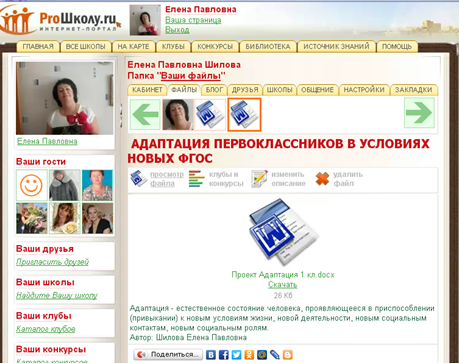 ProШколу.ru
ИНТЕРНЕТ-ПОРТАЛ
Елена Павловна
Ваша страница
Выход
ГЛАВНАЯ ВСЕ ШКОЛЫ НА КАРТЕ КЛУБЫ КОНКУРСЫ БИБЛИОТЕКА ИСТОЧНИК ЗНАНИЙ ПОМОЩЬ
Елена Павловна
Ваши гости
Ваши друзья
Пригласить друзей
Ваши школы
Найдите Вашу школу
Ваши клубы
Каталог клубов
Ваши конкурсы
Каталог конкурсов
Елена Павловна Шилова
Папка "Ваши файлы"
КАБИНЕТ ФАЙЛЫ БЛОГ ДРУЗЬЯ ШКОЛЫ ОБЩЕНИЕ НАСТРОЙКИ ЗАКЛАДКИ
АДАПТАЦИЯ ПЕРВОКЛАССНИКОВ В УСЛОВИЯХ
НОВЫХ ФГОС
просмотр
файла
клубы и
конкурсы
изменить
описание
удалить
файл
Проект Адаптация 1 кл.docx
Скачать
26 Кб
Адаптация - естественное состояние человека, проявляющееся в приспособлении
(привыкании) к новым условиям жизни, новой деятельности, новым социальным
контактам, новым социальным ролям.
Автор: Шилова Елена Павловна
Поделиться...